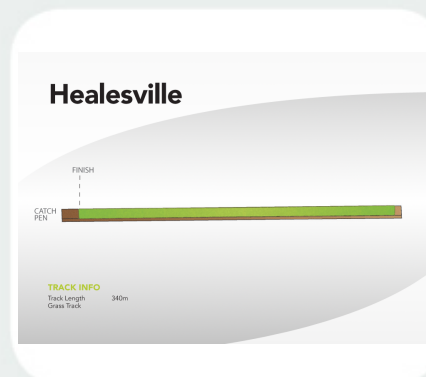 Healesville
FINISH
CATCH
PEN
TRACK INFO
Track Length 340m
Grass Track